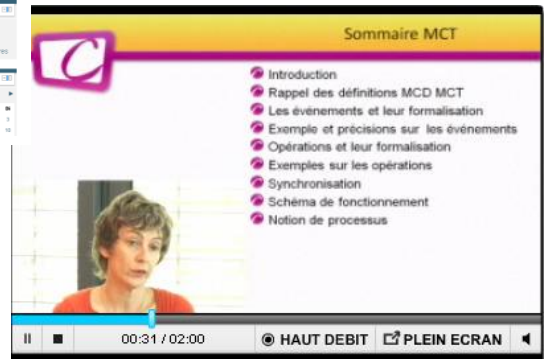 Sommaire MCT
C
Introduction
Rappel des définitions MCD MCT
Les événements et leur formalisation
Exemple et précisions sur les événements
Opérations et leur formalisation
Exemples sur les opérations
Synchronisation
Schéma de fonctionnement
Notion de processus
00:31 / 02:00
HAUT DEBIT
PLEIN ECRAN